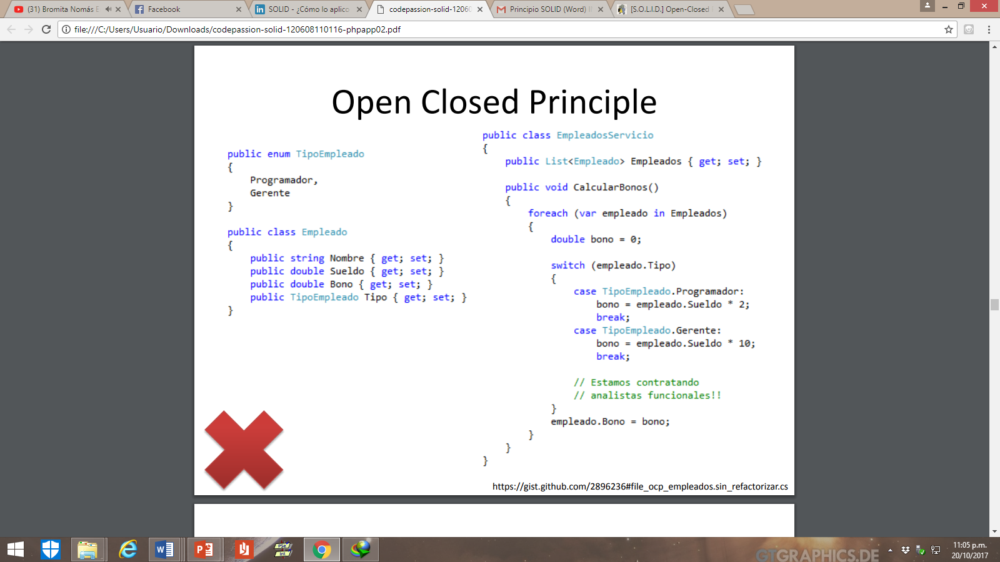 (31) Bromita Nomás E
Facebook
SOLID - ¿Cómo lo aplico
codepassion-solid-12060
Principio SOLID (Word) I
[S.O.L.I.D.] Open-Closed
file:///C:/Users/Usuario/Downloads/codepassion-solid-120608110116-phpapp02.pdf
Open Closed Principle
public enum TipoEmpleado
{
Programador,
Gerente
}
public class Empleado
{
public string Nombre { get; set; }
public double Sueldo { get; set; }
public double Bono { get; set; }
public TipoEmpleado Tipo { get; set; }
}
public class EmpleadosServicio
{
public List<Empleado> Empleados { get; set; }
public void CalcularBonos()
{
foreach (var empleado in Empleados)
{
double bono = 0;
switch (empleado.Tipo)
{
case TipoEmpleado.Programador:
bono = empleado.Sueldo * 2;
break;
case TipoEmpleado.Gerente:
bono = empleado.Sueldo * 10;
break;
// Estamos contratando
// analistas funcionales!!
}
empleado.Bono = bono;
}
}
}
https://gist.github.com/2896236#file_ocp_empleados.sin_refactorizar.cs
PSe
Int
GTGRAPHICS.DE
11:05 p.m.
20/10/2017